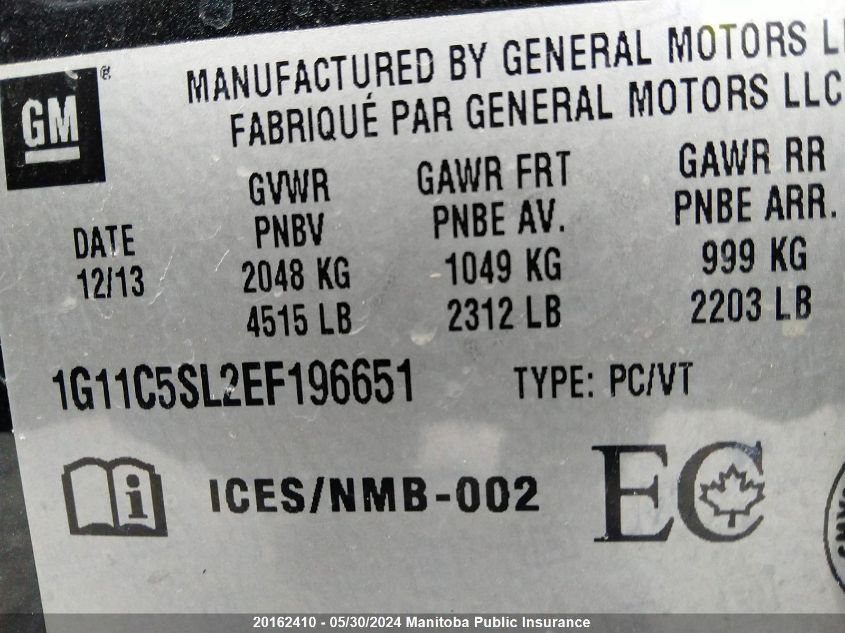 GM®
MANUFACTURED BY GENERAL MOTORS L
FABRIQUÉ PAR GENERAL MOTORS LLC
GVWR GAWR FRT GAWR RR
DATE PNBV PNBE AV. PNBE ARR.
12/13 2048 KG 1049 KG 999 KG
4515 LB 2312 LB 2203 LB
1G11C5SL2EF196651 TYPE: PC/VT
i ICES/NMB-002 EC
20162410 - 05/30/2024 Manitoba Public Insurance